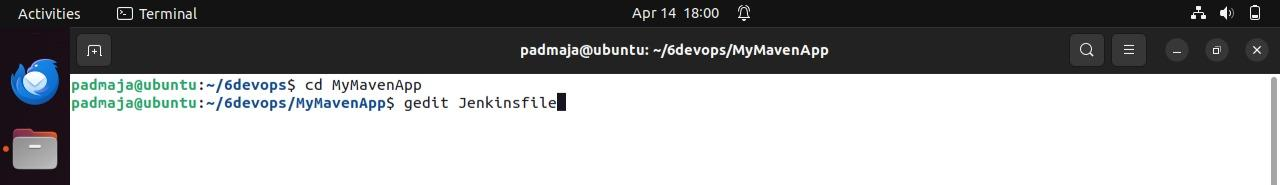 Activities Terminal Apr 14 18:00
padmaja@ubuntu: ~/6devops/MyMavenApp
padmaja@ubuntu:~/6devops$ cd MyMavenApp
padmaja@ubuntu:~/6devops/MyMavenApp$ gedit Jenkinsfile